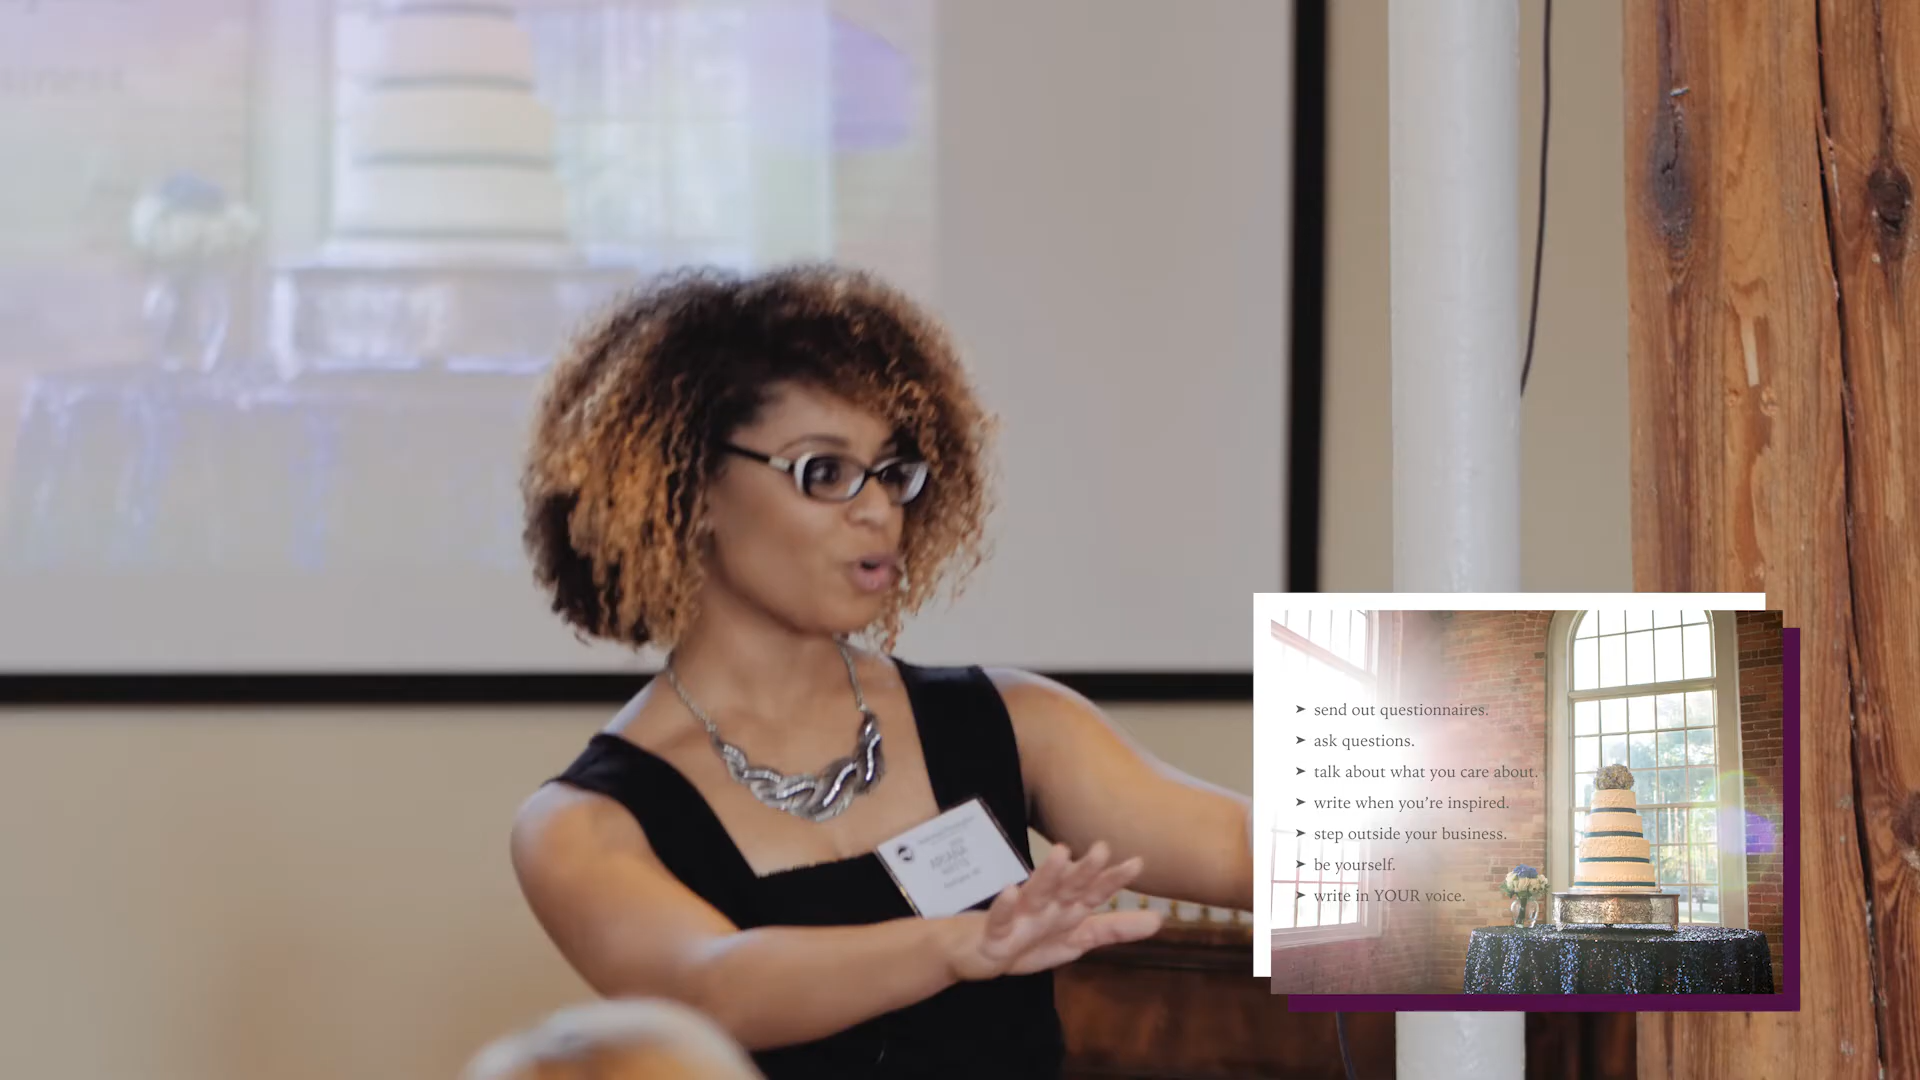 siness.
➤ send out questionnaires.
➤ ask questions.
➤ talk about what you care about.
➤ write when you're inspired.
➤ step outside your business.
➤ be yourself.
➤ write in YOUR voice.